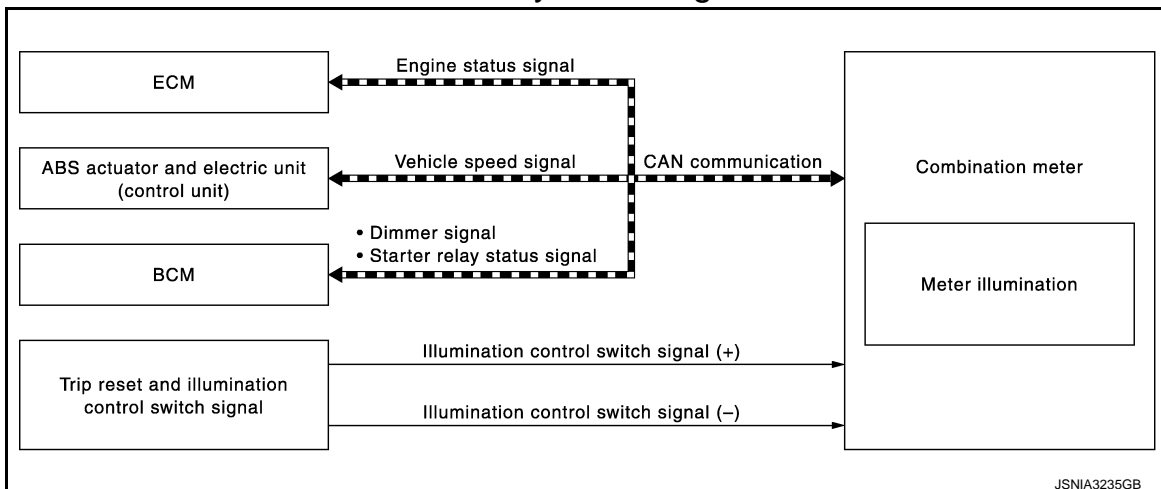 ECM
Engine status signal
ABS actuator and electric unit
(control unit)
Vehicle speed signal
CAN communication
Combination meter
• Dimmer signal
• Starter relay status signal
BCM
Meter illumination
Trip reset and illumination
control switch signal
Illumination control switch signal (+)
Illumination control switch signal (–)
JSNIA3235GB